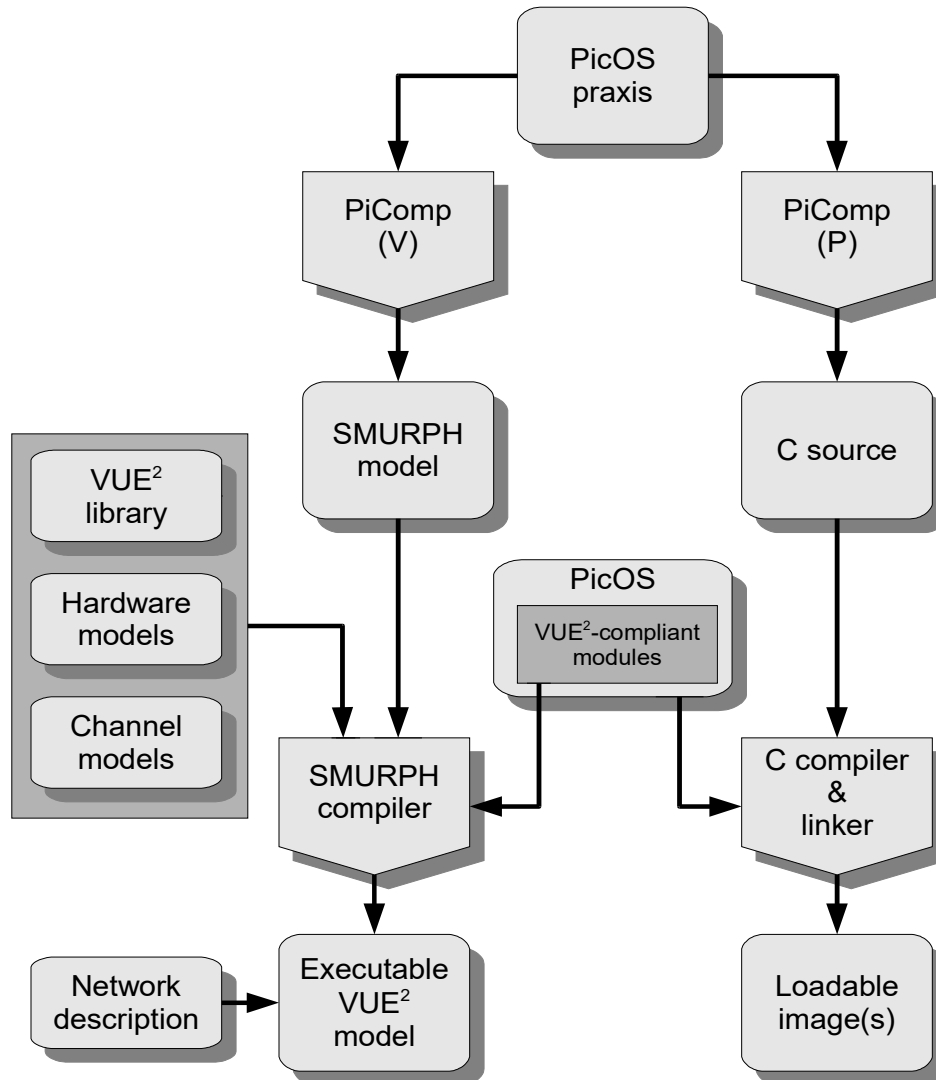 PicOS
praxis
PiComp
(V)
PiComp
(P)
SMURPH
model
C source
VUE²
library
Hardware
models
Channel
models
PicOS
VUE²-compliant
modules
SMURPH
compiler
C compiler
&
linker
Network
description
Executable
VUE²
model
Loadable
image(s)